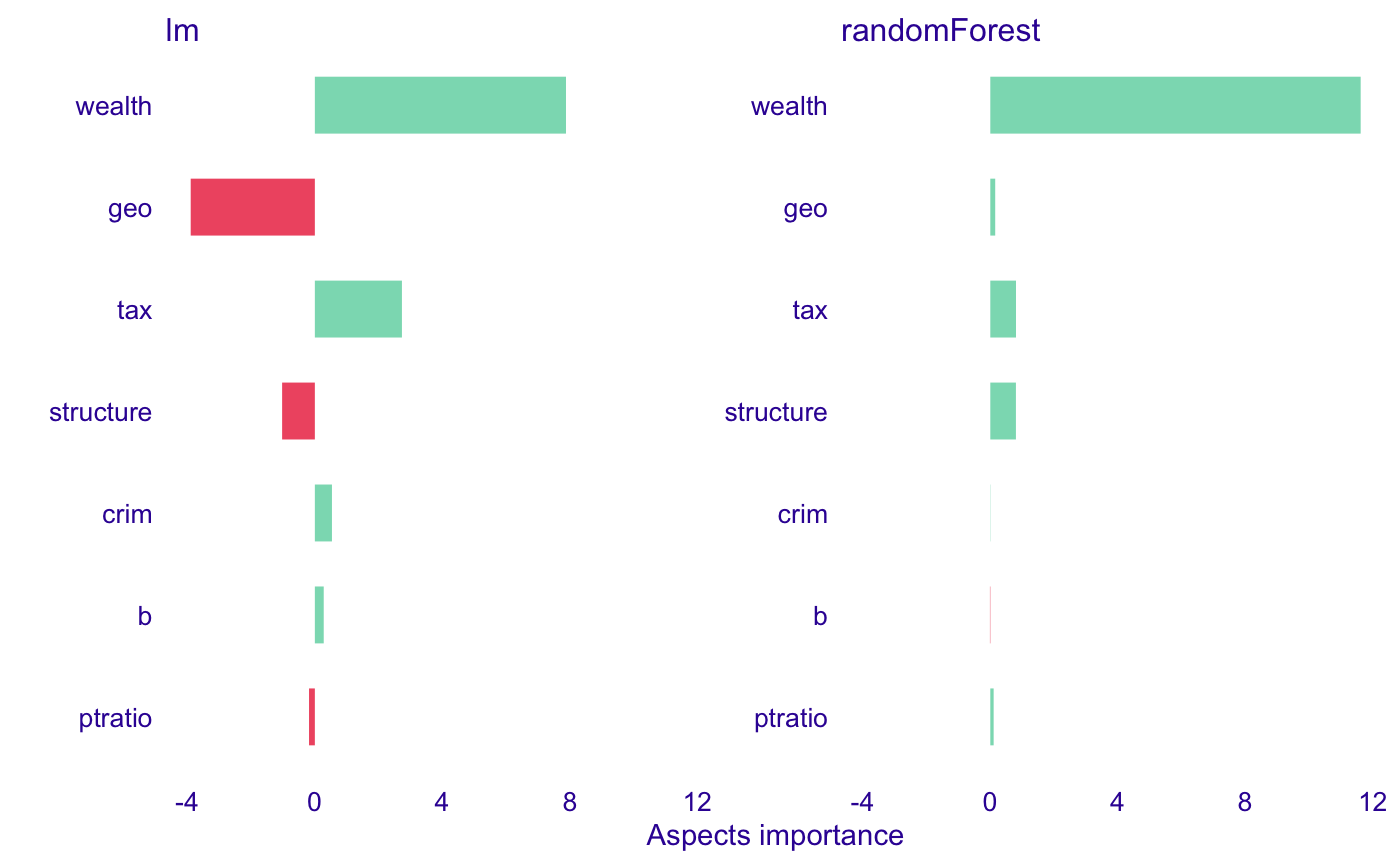 lm
wealth
geo
tax
structure
crim
b
ptratio
-4 0 4 8 12
randomForest
wealth
geo
tax
structure
crim
b
ptratio
-4 0 4 8 12
Aspects importance